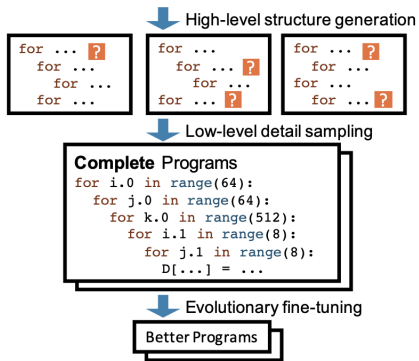 High-level structure generation
for ... ?
for ...
for ...
for ...
for ...
for ... ?
for ...
for ... ?
for ... ?
for ...
for ...
for ... ?
Low-level detail sampling
Complete Programs
for i.0 in range(64):
for j.0 in range(64):
for k.0 in range(512):
for i.1 in range(8):
for j.1 in range(8):
D[...] = ...
Evolutionary fine-tuning
Better Programs